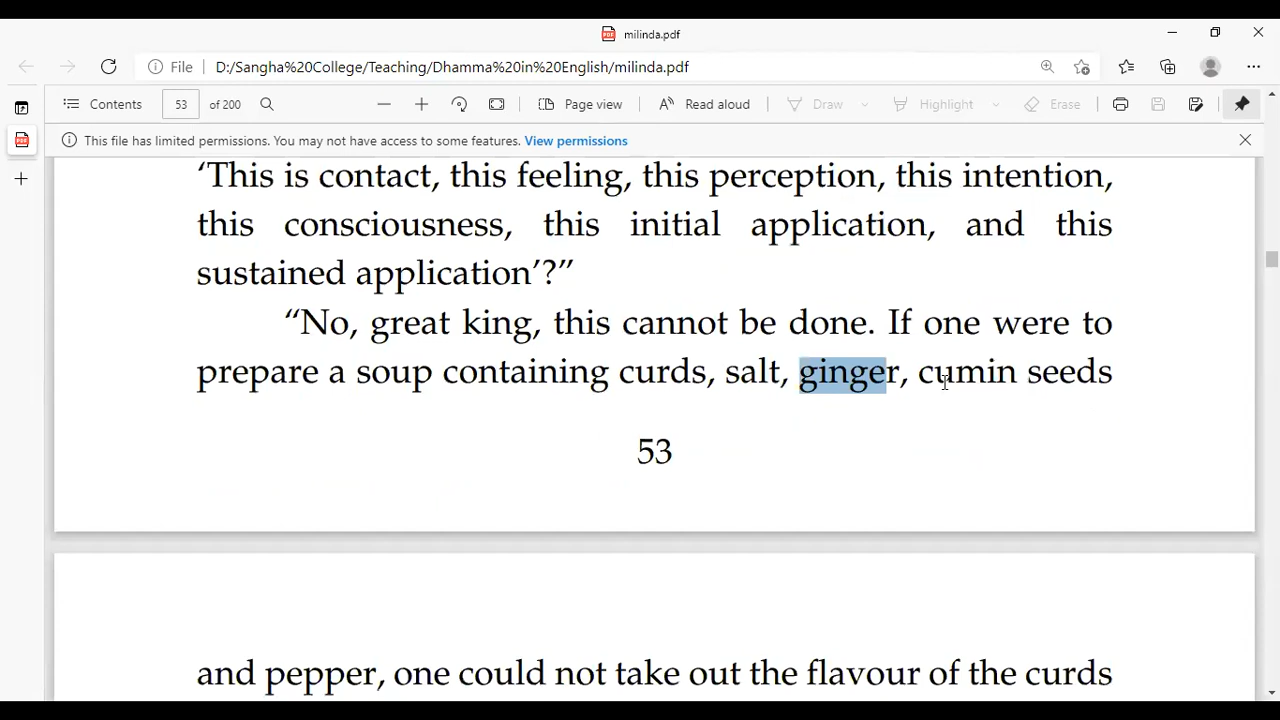 milinda.pdf
File D:/Sangha%20College/Teaching/Dhamma%20in%20English/milinda.pdf
Contents 53 of 200 Page view Read aloud Draw Highlight Erase
This file has limited permissions. You may not have access to some features. View permissions
‘This is contact, this feeling, this perception, this intention,
this consciousness, this initial application, and this
sustained application’?”
“No, great king, this cannot be done. If one were to
prepare a soup containing curds, salt, ginger, cumin seeds
53
and pepper, one could not take out the flavour of the curds